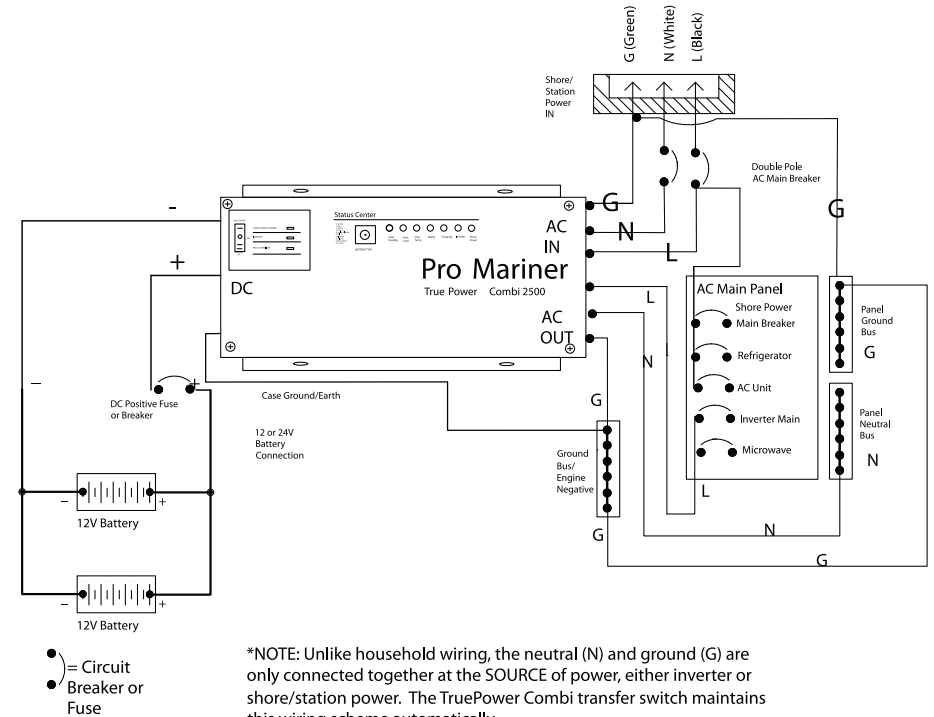 G (Green)
N (White)
L (Black)
Shore/
Station
Power
IN
Double Pole
AC Main Breaker
-
+
DC
Status Center
AC
IN
Pro Mariner
True Power Combi 2500
AC
OUT
G
N
L
G
L
N
AC Main Panel
Shore Power
Main Breaker
Refrigerator
AC Unit
Inverter Main
Microwave
Panel
Ground
Bus
G
Panel
Neutral
Bus
N
–
+
DC Positive Fuse
or Breaker
Case Ground/Earth
12 or 24V
Battery
Connection
G
Ground
Bus/
Engine
Negative
G
L
N
G
– +
12V Battery
– +
12V Battery
= Circuit
Breaker or
Fuse
*NOTE: Unlike household wiring, the neutral (N) and ground (G) are
only connected together at the SOURCE of power, either inverter or
shore/station power. The TruePower Combi transfer switch maintains
this wiring scheme automatically